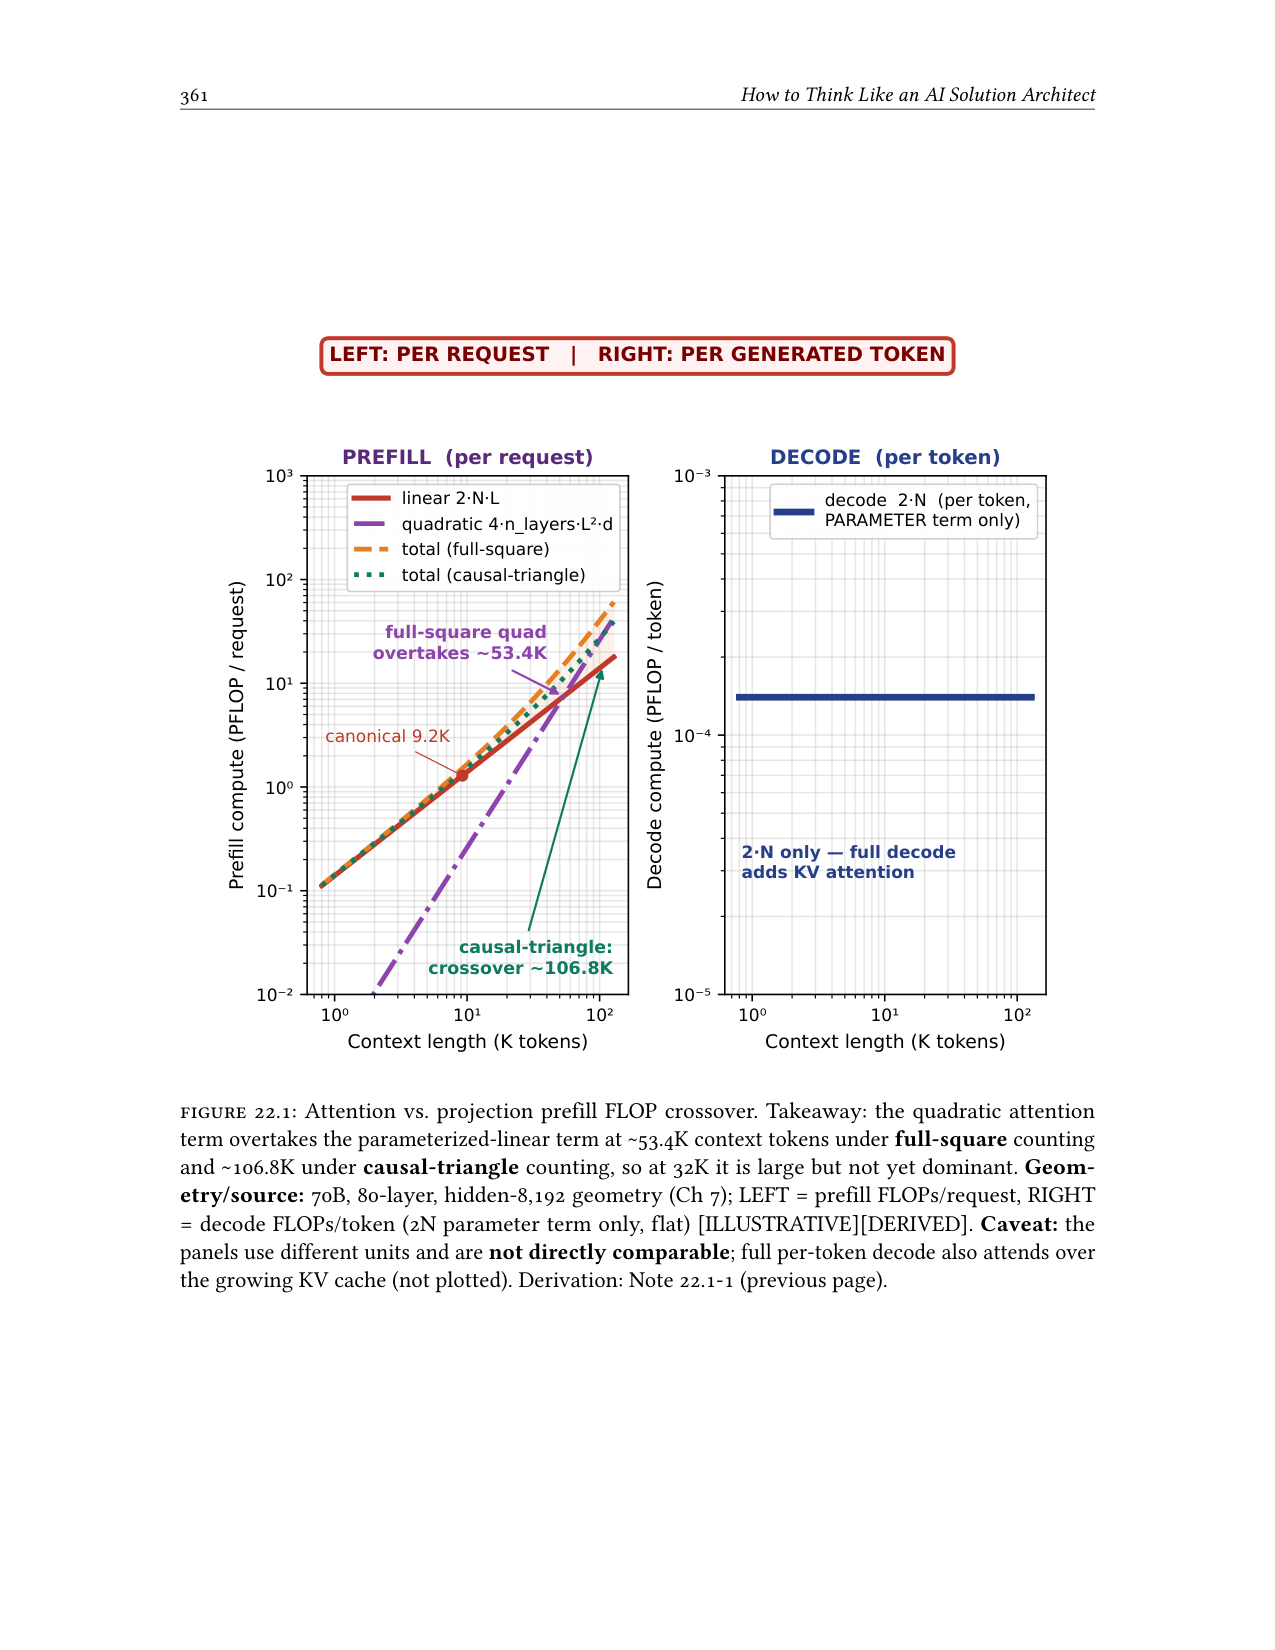 361 How to Think Like an AI Solution Architect
LEFT: PER REQUEST | RIGHT: PER GENERATED TOKEN
PREFILL (per request)
10³
10²
10¹
10⁰
10⁻¹
10⁻²
Prefill compute (PFLOP / request)
linear 2·N·L
quadratic 4·n_layers·L²·d
total (full-square)
total (causal-triangle)
full-square quad
overtakes ~53.4K
canonical 9.2K
causal-triangle:
crossover ~106.8K
10⁰ 10¹ 10²
Context length (K tokens)
DECODE (per token)
10⁻³
10⁻⁴
10⁻⁵
Decode compute (PFLOP / token)
decode 2·N (per token,
PARAMETER term only)
2·N only — full decode
adds KV attention
10⁰ 10¹ 10²
Context length (K tokens)
FIGURE 22.1: Attention vs. projection prefill FLOP crossover. Takeaway: the quadratic attention
term overtakes the parameterized-linear term at ~53.4K context tokens under full-square counting
and ~106.8K under causal-triangle counting, so at 32K it is large but not yet dominant. Geom-
etry/source: 70B, 80-layer, hidden-8,192 geometry (Ch 7); LEFT = prefill FLOPs/request, RIGHT
= decode FLOPs/token (2N parameter term only, flat) [ILLUSTRATIVE][DERIVED]. Caveat: the
panels use different units and are not directly comparable; full per-token decode also attends over
the growing KV cache (not plotted). Derivation: Note 22.1-1 (previous page).